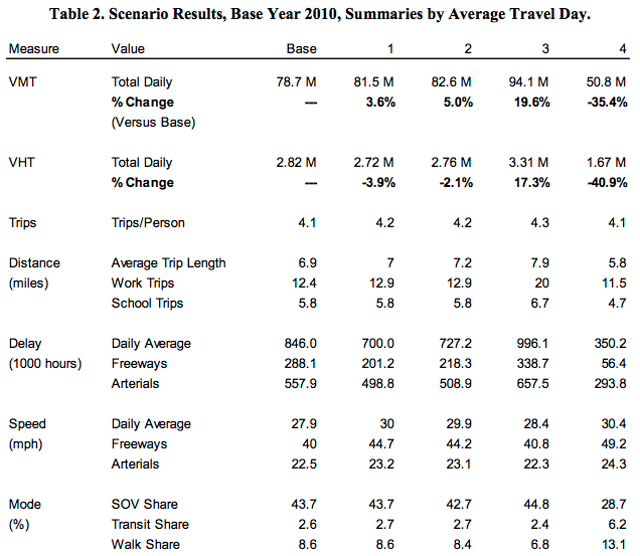 Table 2. Scenario Results, Base Year 2010, Summaries by Average Travel Day.
Measure Value Base 1 2 3 4
VMT Total Daily 78.7 M 81.5 M 82.6 M 94.1 M 50.8 M
% Change --- 3.6% 5.0% 19.6% -35.4%
(Versus Base)
VHT Total Daily 2.82 M 2.72 M 2.76 M 3.31 M 1.67 M
% Change --- -3.9% -2.1% 17.3% -40.9%
Trips Trips/Person 4.1 4.2 4.2 4.3 4.1
Distance Average Trip Length 6.9 7 7.2 7.9 5.8
(miles) Work Trips 12.4 12.9 12.9 20 11.5
School Trips 5.8 5.8 5.8 6.7 4.7
Delay Daily Average 846.0 700.0 727.2 996.1 350.2
(1000 hours) Freeways 288.1 201.2 218.3 338.7 56.4
Arterials 557.9 498.8 508.9 657.5 293.8
Speed Daily Average 27.9 30 29.9 28.4 30.4
(mph) Freeways 40 44.7 44.2 40.8 49.2
Arterials 22.5 23.2 23.1 22.3 24.3
Mode SOV Share 43.7 43.7 42.7 44.8 28.7
(%) Transit Share 2.6 2.7 2.7 2.4 6.2
Walk Share 8.6 8.6 8.4 6.8 13.1